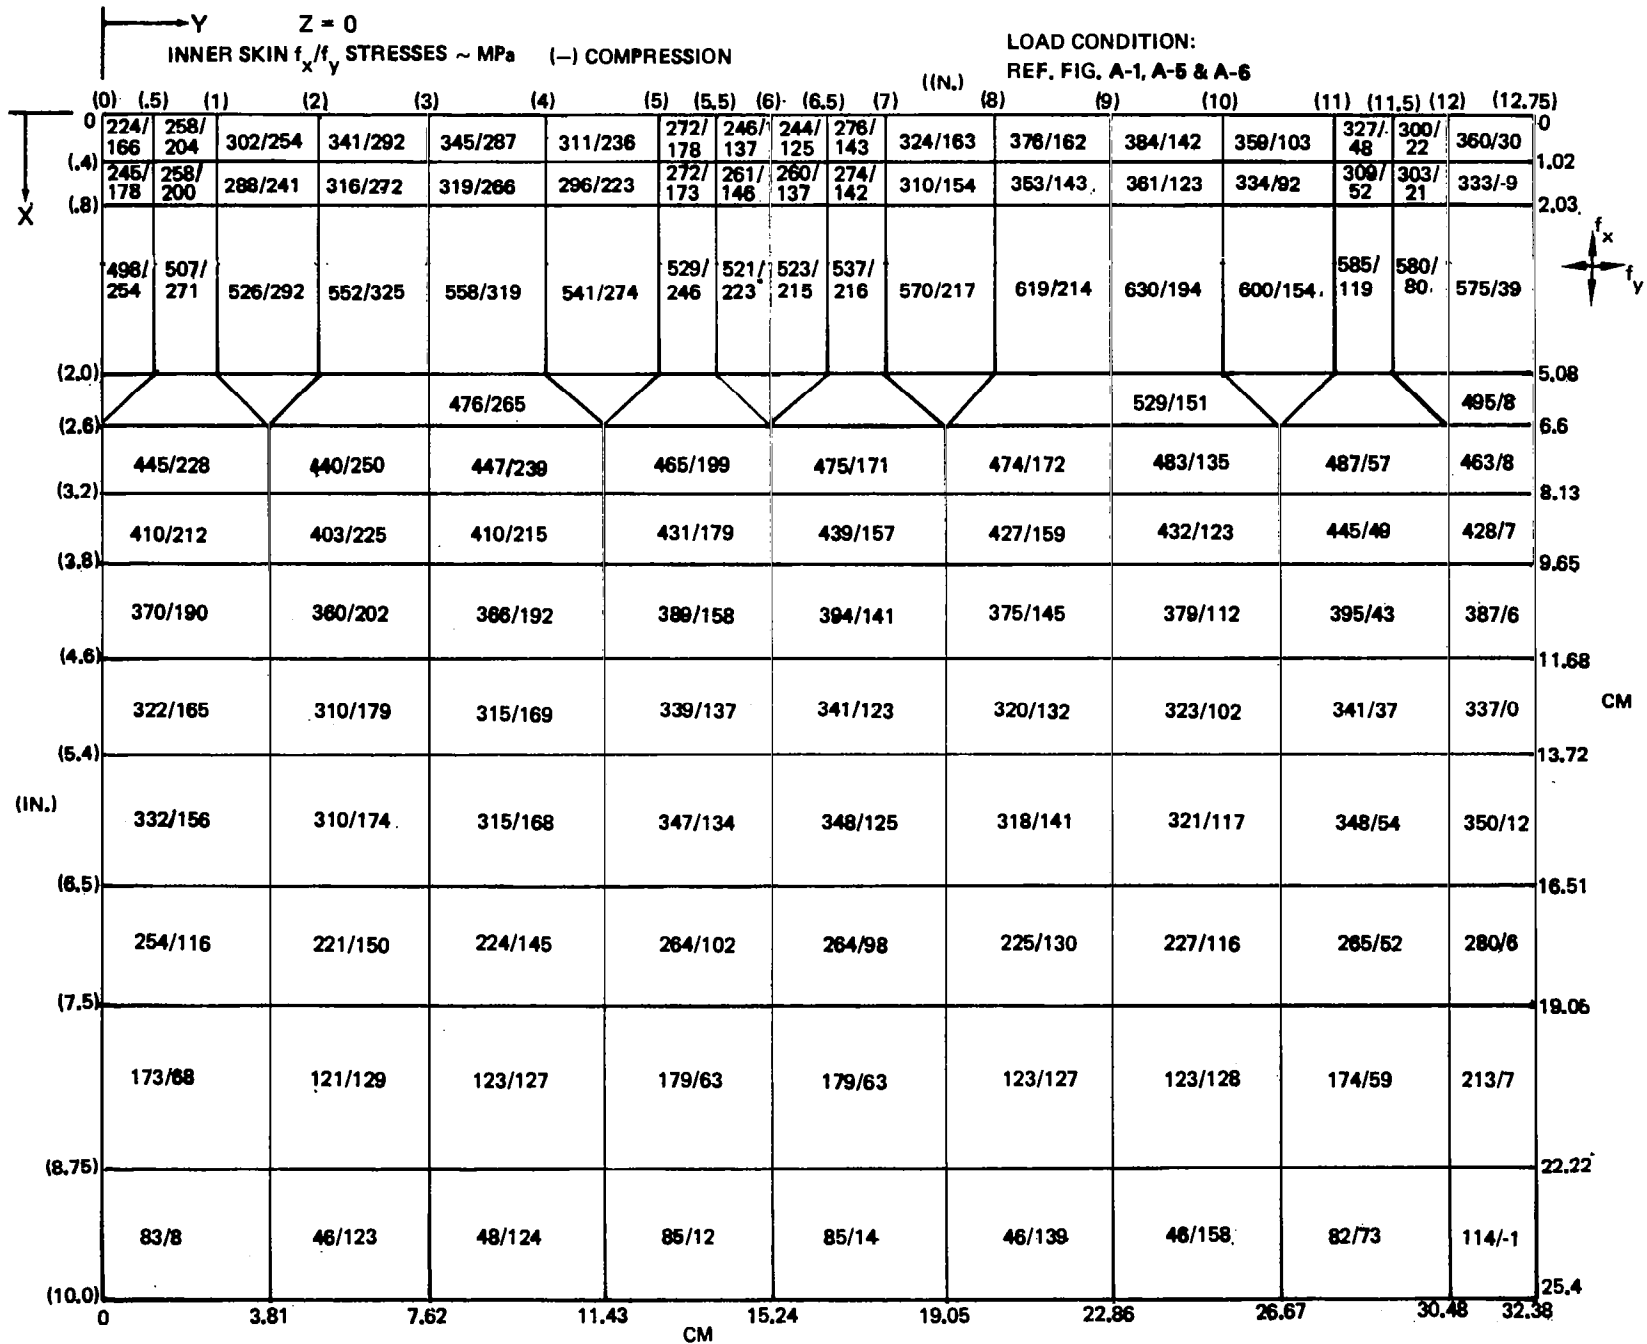 Y Z = 0
INNER SKIN fx/fy STRESSES ~ MPa (–) COMPRESSION
LOAD CONDITION:
REF. FIG. A-1, A-5 & A-6
((N.)
(0) (.5) (1) (2) (3) (4) (5) (5.5) (6) (6.5) (7) (8) (9) (10) (11) (11.5) (12) (12.75)
0 224/166 258/204 302/254 341/292 345/287 311/236 272/178 246/137 244/125 276/143 324/163 376/162 384/142 359/103 327/48 300/22 360/30 0
(.4) 1.02
245/178 258/200 288/241 316/272 319/266 296/223 272/173 261/146 260/137 274/142 310/154 353/143 361/123 334/92 309/52 303/21 333/-9
X (.8) 2.03
fx
fy
498/254 507/271 526/292 552/325 558/319 541/274 529/246 521/223 523/215 537/216 570/217 619/214 630/194 600/154 585/119 580/80 575/39
(2.0) 5.08
476/265 529/151 495/8
(2.6) 6.6
445/228 440/250 447/239 465/199 475/171 474/172 483/135 487/57 463/8
(3.2) 8.13
410/212 403/225 410/215 431/179 439/157 427/159 432/123 445/49 428/7
(3.8) 9.65
370/190 360/202 366/192 389/158 394/141 375/145 379/112 395/43 387/6
(4.6) 11.68
322/165 310/179 315/169 339/137 341/123 320/132 323/102 341/37 337/0
CM
(5.4) 13.72
(IN.)
332/156 310/174 315/168 347/134 348/125 318/141 321/117 348/54 350/12
(6.5) 16.51
254/116 221/150 224/145 264/102 264/98 225/130 227/116 265/52 280/6
(7.5) 19.05
173/68 121/129 123/127 179/63 179/63 123/127 123/128 174/59 213/7
(8.75) 22.22
83/8 46/123 48/124 85/12 85/14 46/139 46/158 82/73 114/-1
(10.0) 25.4
0 3.81 7.62 11.43 15.24 19.05 22.86 26.67 30.48 32.38
CM